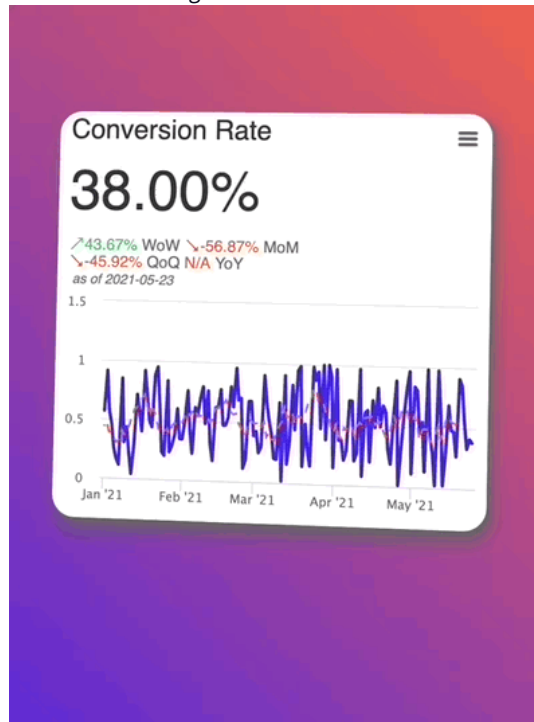 Conversion Rate
38.00%
↗43.67% WoW ↘-56.87% MoM
↘-45.92% QoQ N/A YoY
as of 2021-05-23
1.5
1
0.5
0
Jan '21 Feb '21 Mar '21 Apr '21 May '21